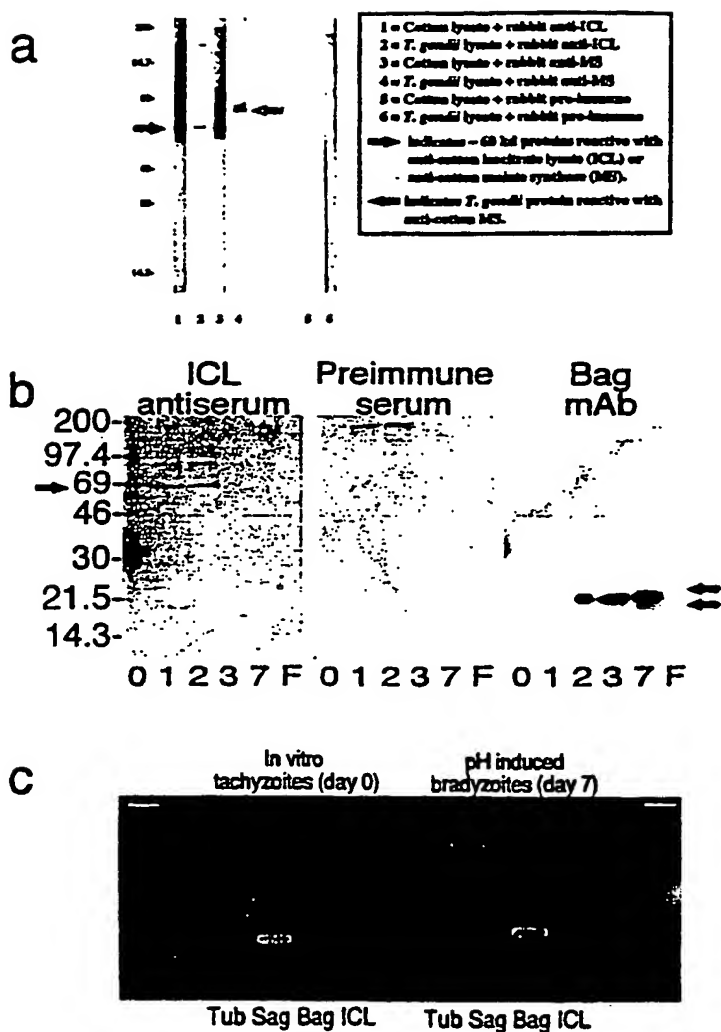 a
1 = Cotton lysate + rabbit anti-ICL
2 = T. gondii lysate + rabbit anti-ICL
3 = Cotton lysate + rabbit anti-MS
4 = T. gondii lysate + rabbit anti-MS
5 = Cotton lysate + rabbit pre-immune
6 = T. gondii lysate + rabbit pre-immune
Indicates ~ 60 kd proteins reactive with
anti-cotton isocitrate lyase (ICL) or
anti-cotton malate synthase (MS).
Indicates T. gondii protein reactive with
anti-cotton MS.
1 2 3 4 5 6
b
ICL antiserum
Preimmune serum
Bag mAb
200-
97.4-
69-
46-
30-
21.5-
14.3-
0 1 2 3 7 F 0 1 2 3 7 F 0 1 2 3 7 F
c
In vitro tachyzoites (day 0)
pH induced bradyzoites (day 7)
Tub Sag Bag ICL Tub Sag Bag ICL